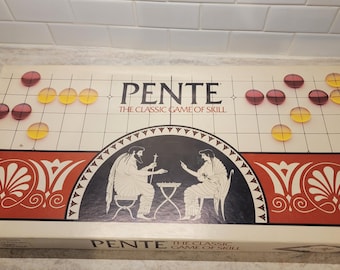 PENTE
THE CLASSIC GAME OF SKILL
PENTE THE CLASSIC
GAME OF SKILL